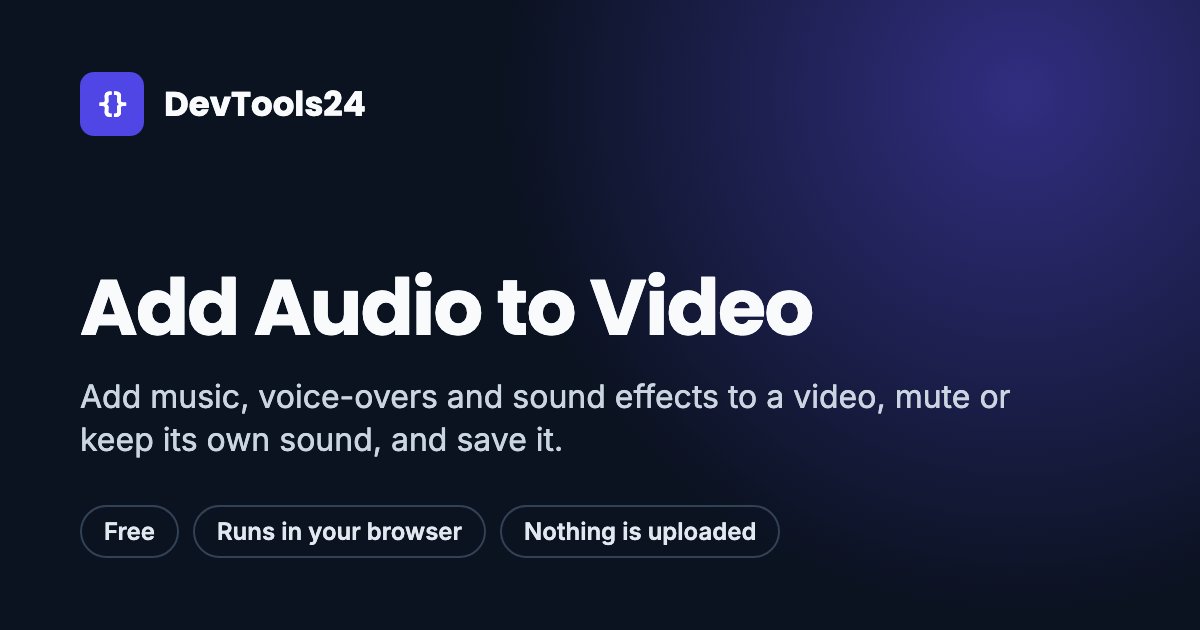 {}
DevTools24
Add Audio to Video
Add music, voice-overs and sound effects to a video, mute or
keep its own sound, and save it.
Free
Runs in your browser
Nothing is uploaded